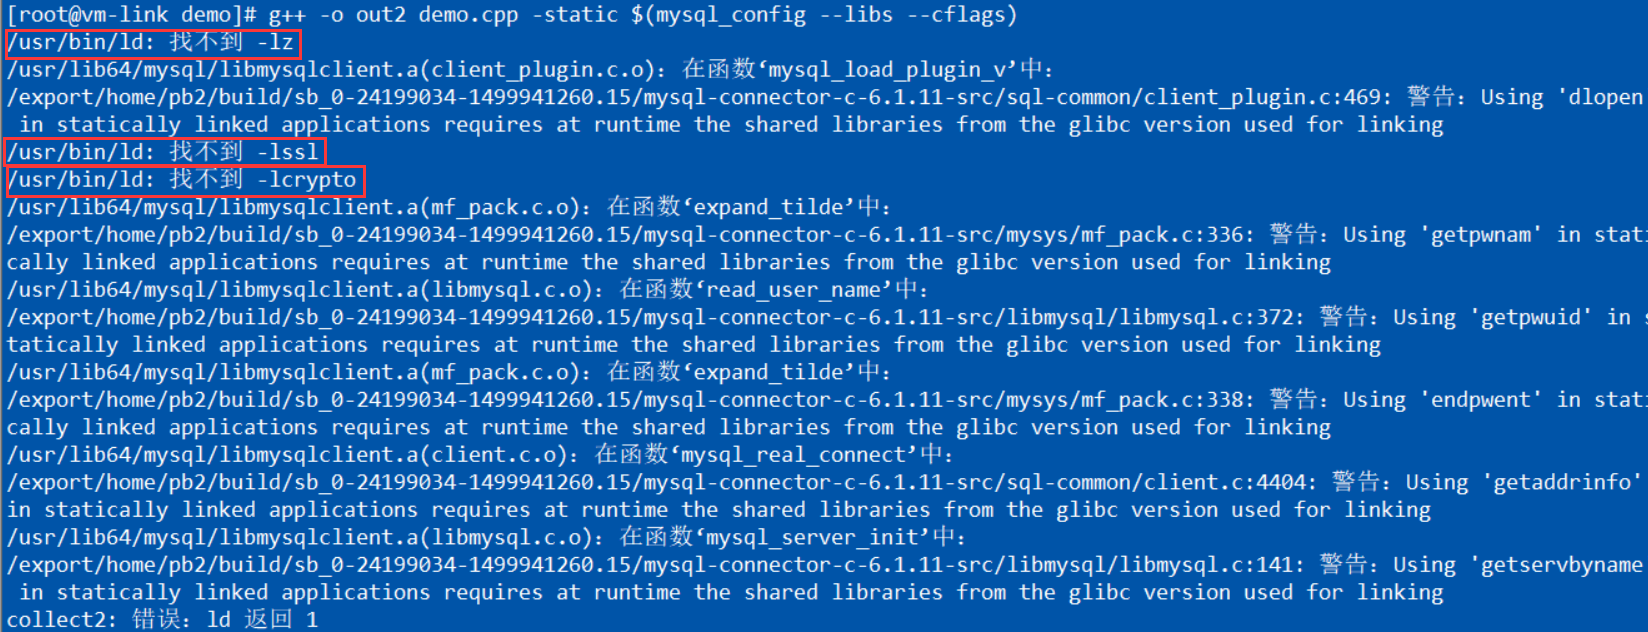 [root@vm-link demo]# g++ -o out2 demo.cpp -static $(mysql_config --libs --cflags)
/usr/bin/ld: 找不到 -lz
/usr/lib64/mysql/libmysqlclient.a(client_plugin.c.o)：在函数‘mysql_load_plugin_v’中：
/export/home/pb2/build/sb_0-24199034-1499941260.15/mysql-connector-c-6.1.11-src/sql-common/client_plugin.c:469: 警告：Using 'dlopen
 in statically linked applications requires at runtime the shared libraries from the glibc version used for linking
/usr/bin/ld: 找不到 -lssl
/usr/bin/ld: 找不到 -lcrypto
/usr/lib64/mysql/libmysqlclient.a(mf_pack.c.o)：在函数‘expand_tilde’中：
/export/home/pb2/build/sb_0-24199034-1499941260.15/mysql-connector-c-6.1.11-src/mysys/mf_pack.c:336: 警告：Using 'getpwnam' in stati
cally linked applications requires at runtime the shared libraries from the glibc version used for linking
/usr/lib64/mysql/libmysqlclient.a(libmysql.c.o)：在函数‘read_user_name’中：
/export/home/pb2/build/sb_0-24199034-1499941260.15/mysql-connector-c-6.1.11-src/libmysql/libmysql.c:372: 警告：Using 'getpwuid' in s
tatically linked applications requires at runtime the shared libraries from the glibc version used for linking
/usr/lib64/mysql/libmysqlclient.a(mf_pack.c.o)：在函数‘expand_tilde’中：
/export/home/pb2/build/sb_0-24199034-1499941260.15/mysql-connector-c-6.1.11-src/mysys/mf_pack.c:338: 警告：Using 'endpwent' in stati
cally linked applications requires at runtime the shared libraries from the glibc version used for linking
/usr/lib64/mysql/libmysqlclient.a(client.c.o)：在函数‘mysql_real_connect’中：
/export/home/pb2/build/sb_0-24199034-1499941260.15/mysql-connector-c-6.1.11-src/sql-common/client.c:4404: 警告：Using 'getaddrinfo'
in statically linked applications requires at runtime the shared libraries from the glibc version used for linking
/usr/lib64/mysql/libmysqlclient.a(libmysql.c.o)：在函数‘mysql_server_init’中：
/export/home/pb2/build/sb_0-24199034-1499941260.15/mysql-connector-c-6.1.11-src/libmysql/libmysql.c:141: 警告：Using 'getservbyname
 in statically linked applications requires at runtime the shared libraries from the glibc version used for linking
collect2: 错误：ld 返回 1